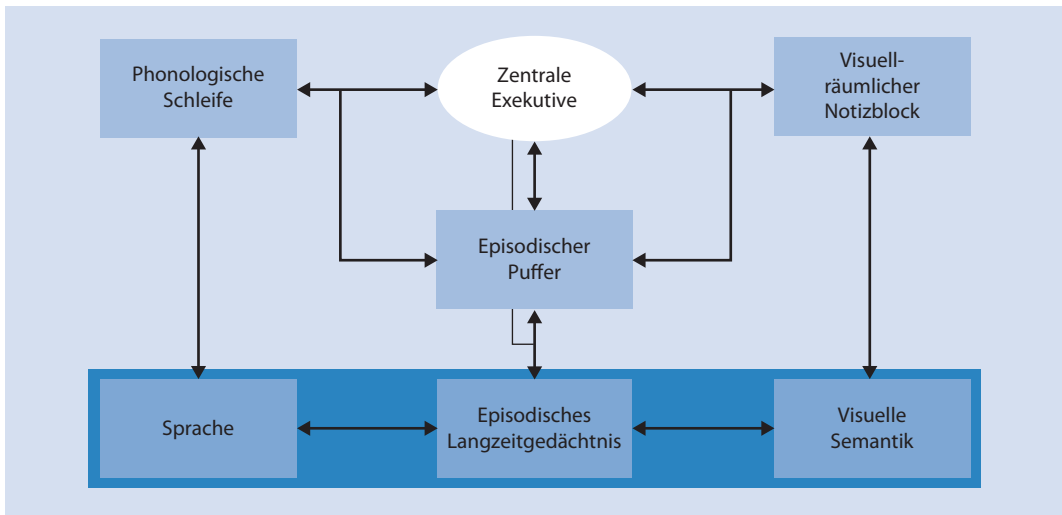 Phonologische
Schleife
Zentrale
Exekutive
Visuell-
räumlicher
Notizblock
Episodischer
Puffer
Sprache
Episodisches
Langzeitgedächtnis
Visuelle
Semantik